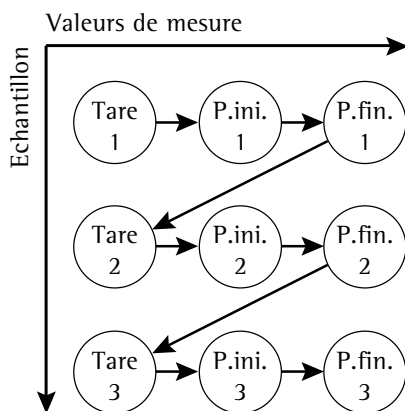 Valeurs de mesure
Echantillon
Tare
1
P.ini.
1
P.fin.
1
Tare
2
P.ini.
2
P.fin.
2
Tare
3
P.ini.
3
P.fin.
3